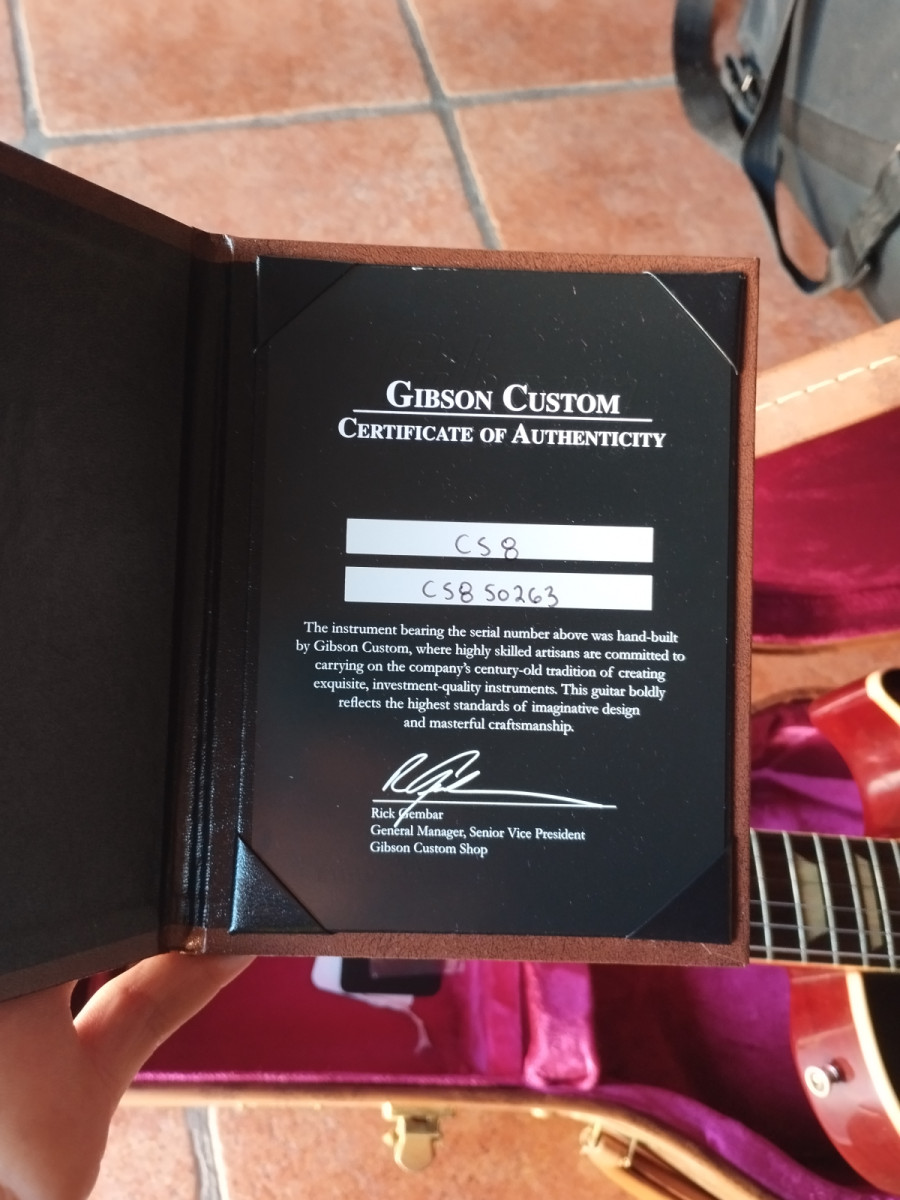 GIBSON CUSTOM
CERTIFICATE OF AUTHENTICITY
CS8
CS8 50263
The instrument bearing the serial number above was hand-built
by Gibson Custom, where highly skilled artisans are committed to
carrying on the company's century-old tradition of creating
exquisite, investment-quality instruments. This guitar boldly
reflects the highest standards of imaginative design
and masterful craftsmanship.
Rick Gembar
General Manager, Senior Vice President
Gibson Custom Shop